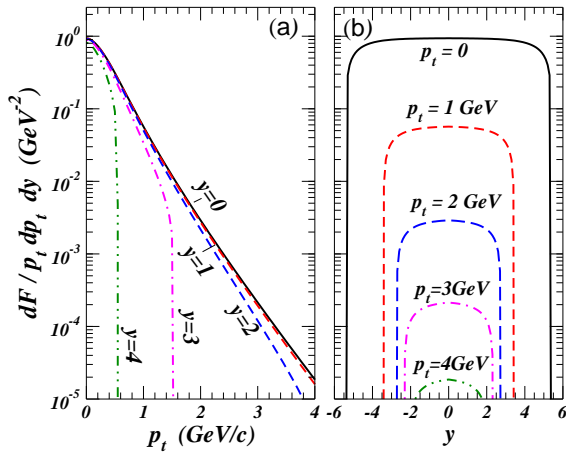 (a)
(b)
10^0
10^-1
10^-2
10^-3
10^-4
10^-5
dF / p_t dp_t dy (GeV^-2)
y=0
y=1
y=2
y=3
y=4
0 1 2 3 4
p_t (GeV/c)
p_t = 0
p_t = 1 GeV
p_t = 2 GeV
p_t=3GeV
p_t=4GeV
-6 -4 -2 0 2 4 6
y